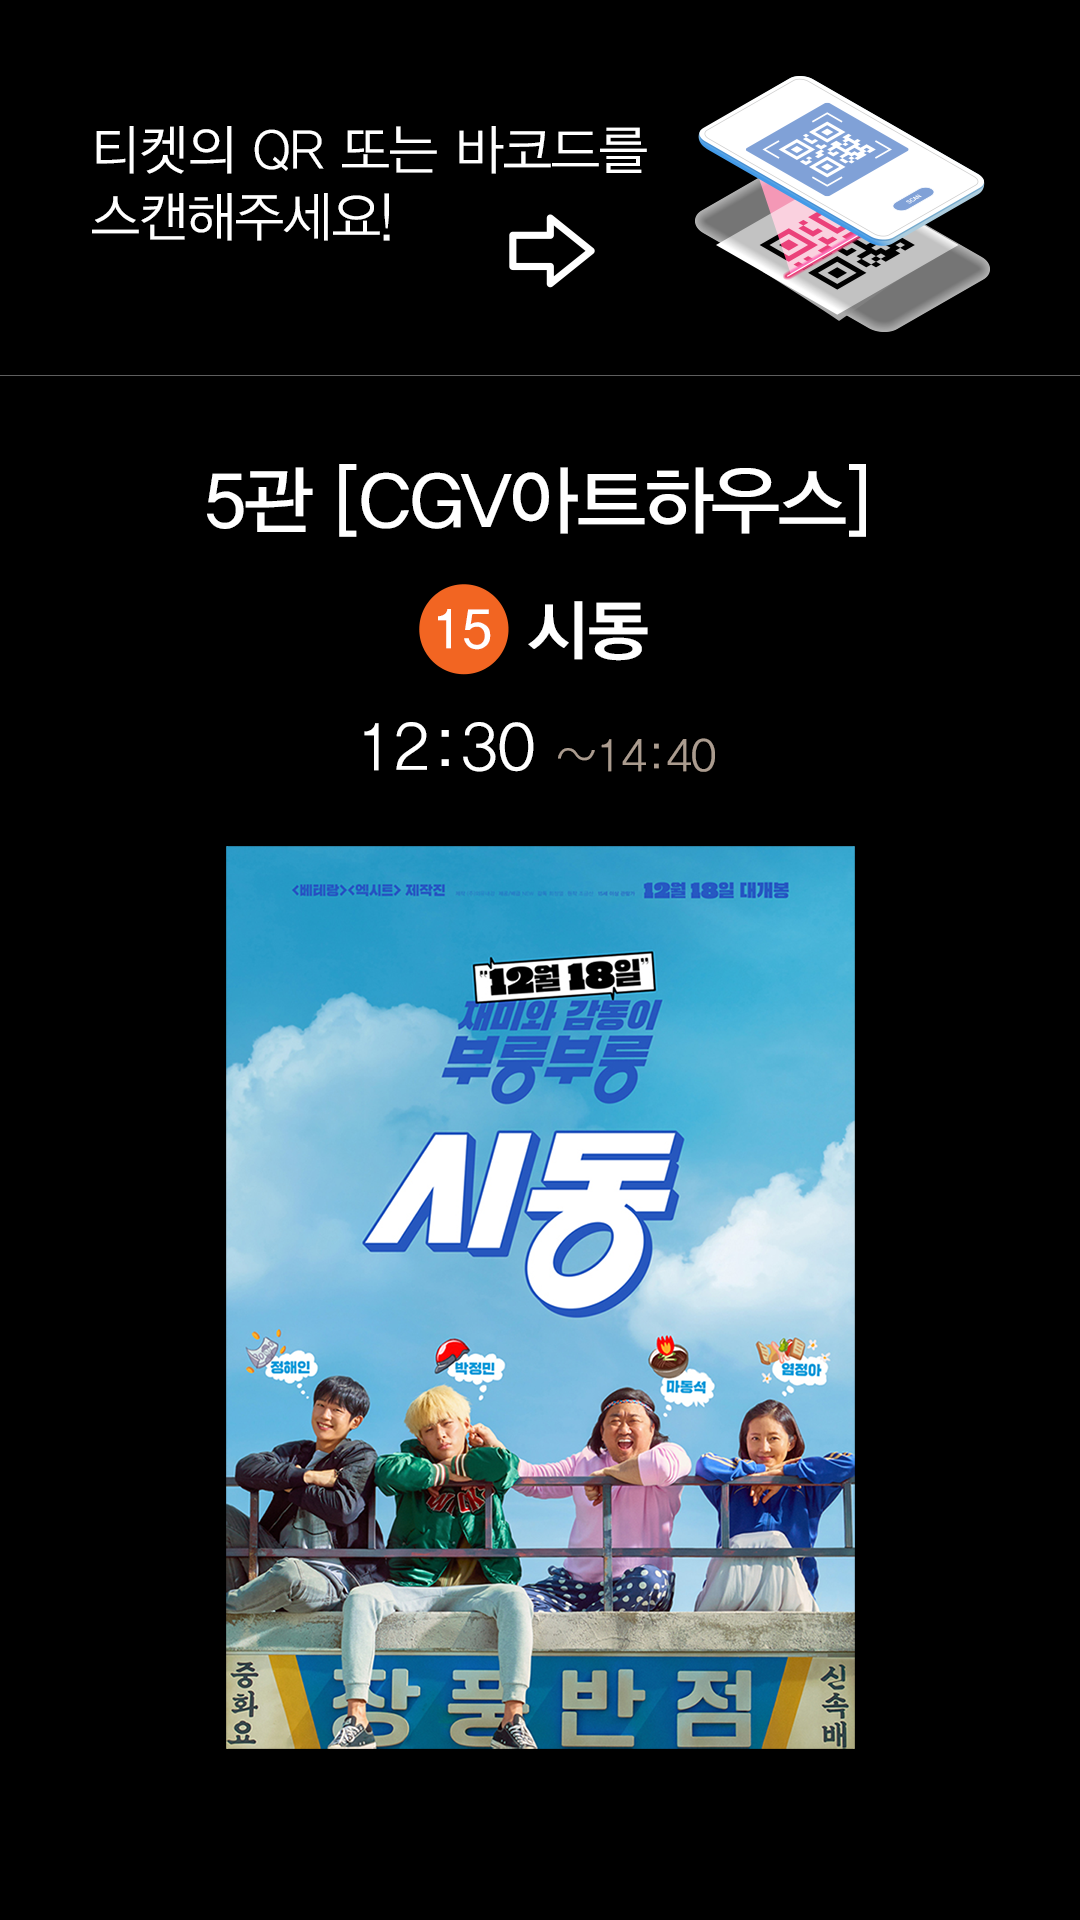 티켓의 QR 또는 바코드를
스캔해주세요!
SCAN
5관 [CGV아트하우스]
15 시동
12:30 ~14:40
<베테랑><엑시트> 제작진
12월 18일 대개봉
"12월 18일"
재미와 감동이
부릉부릉
시동
정해인
박정민
마동석
염정아
중화요
장풍반점
신속배